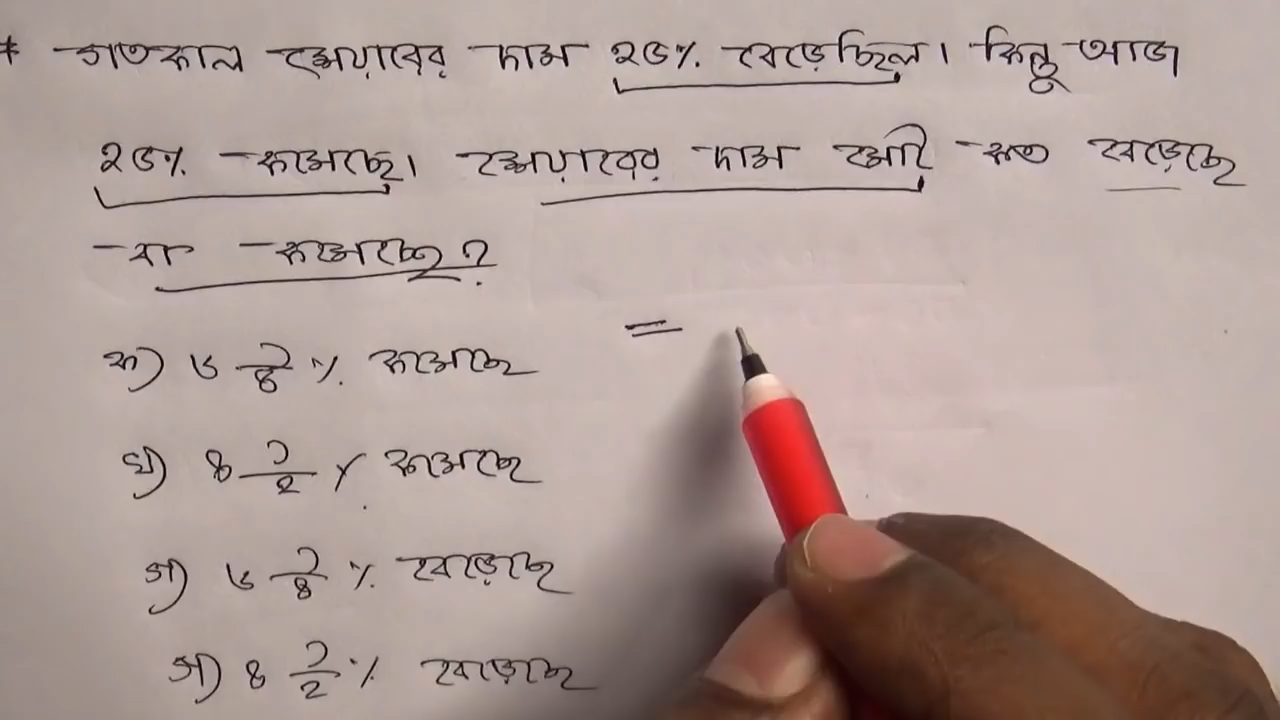 * গতকাল শেয়ারের দাম ২৫% বেড়েছিল। কিন্তু আজ
২৫% কমেছে। শেয়ারের দাম মোট কত বেড়েছে
বা কমেছে?
=
ক) ৬ ১/৪ % কমেছে
খ) ৪ ১/২ % কমেছে
গ) ৬ ১/৪ % বেড়েছে
ঘ) ৪ ১/২ % বেড়েছে